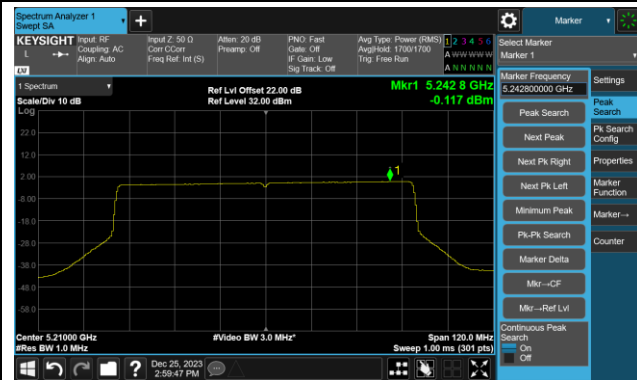 Spectrum Analyzer 1
Swept SA
Marker
KEYSIGHT
L
LXI
Input: RF
Coupling: AC
Align: Auto
Input Z: 50 Ω
Corr CCorr
Freq Ref: Int (S)
Atten: 20 dB
Preamp: Off
PNO: Fast
Gate: Off
IF Gain: Low
Sig Track: Off
Avg Type: Power (RMS)
Avg|Hold: 1700/1700
Trig: Free Run
1 2 3 4 5 6
A W W W W W
A N N N N N
Select Marker
Marker 1
1 Spectrum
Scale/Div 10 dB
Log
Ref Lvl Offset 22.00 dB
Ref Level 32.00 dBm
Mkr1 5.242 8 GHz
-0.117 dBm
22.0
12.0
2.00
-8.00
-18.0
-28.0
-38.0
-48.0
-58.0
1
Center 5.21000 GHz
#Res BW 1.0 MHz
#Video BW 3.0 MHz*
Span 120.0 MHz
Sweep 1.00 ms (301 pts)
Marker Frequency
5.242800000 GHz
Peak Search
Next Peak
Next Pk Right
Next Pk Left
Minimum Peak
Pk-Pk Search
Marker Delta
Mkr→CF
Mkr→Ref Lvl
Continuous Peak
Search
On
Off
Settings
Peak
Search
Pk Search
Config
Properties
Marker
Function
Marker→
Counter
?
Dec 25, 2023
2:59:47 PM